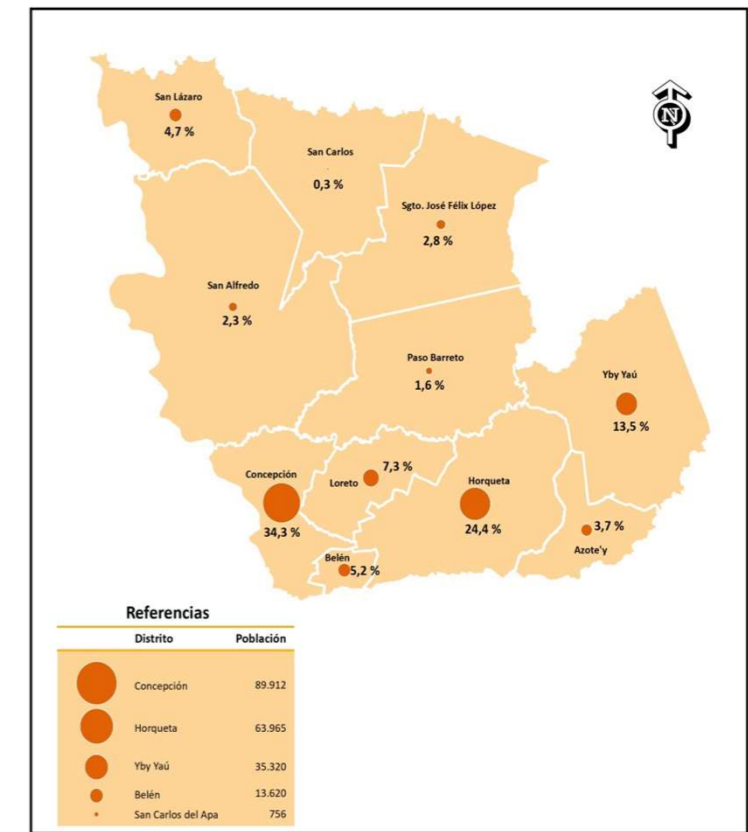 N
San Lázaro
4,7 %
San Carlos
0,3 %
Sgto. José Félix López
2,8 %
San Alfredo
2,3 %
Paso Barreto
1,6 %
Yby Yaú
13,5 %
Concepción
34,3 %
Loreto
7,3 %
Horqueta
24,4 %
3,7 %
Azote'y
Belén
5,2 %
Referencias
Distrito Población
Concepción 89.912
Horqueta 63.965
Yby Yaú 35.320
Belén 13.620
San Carlos del Apa 756